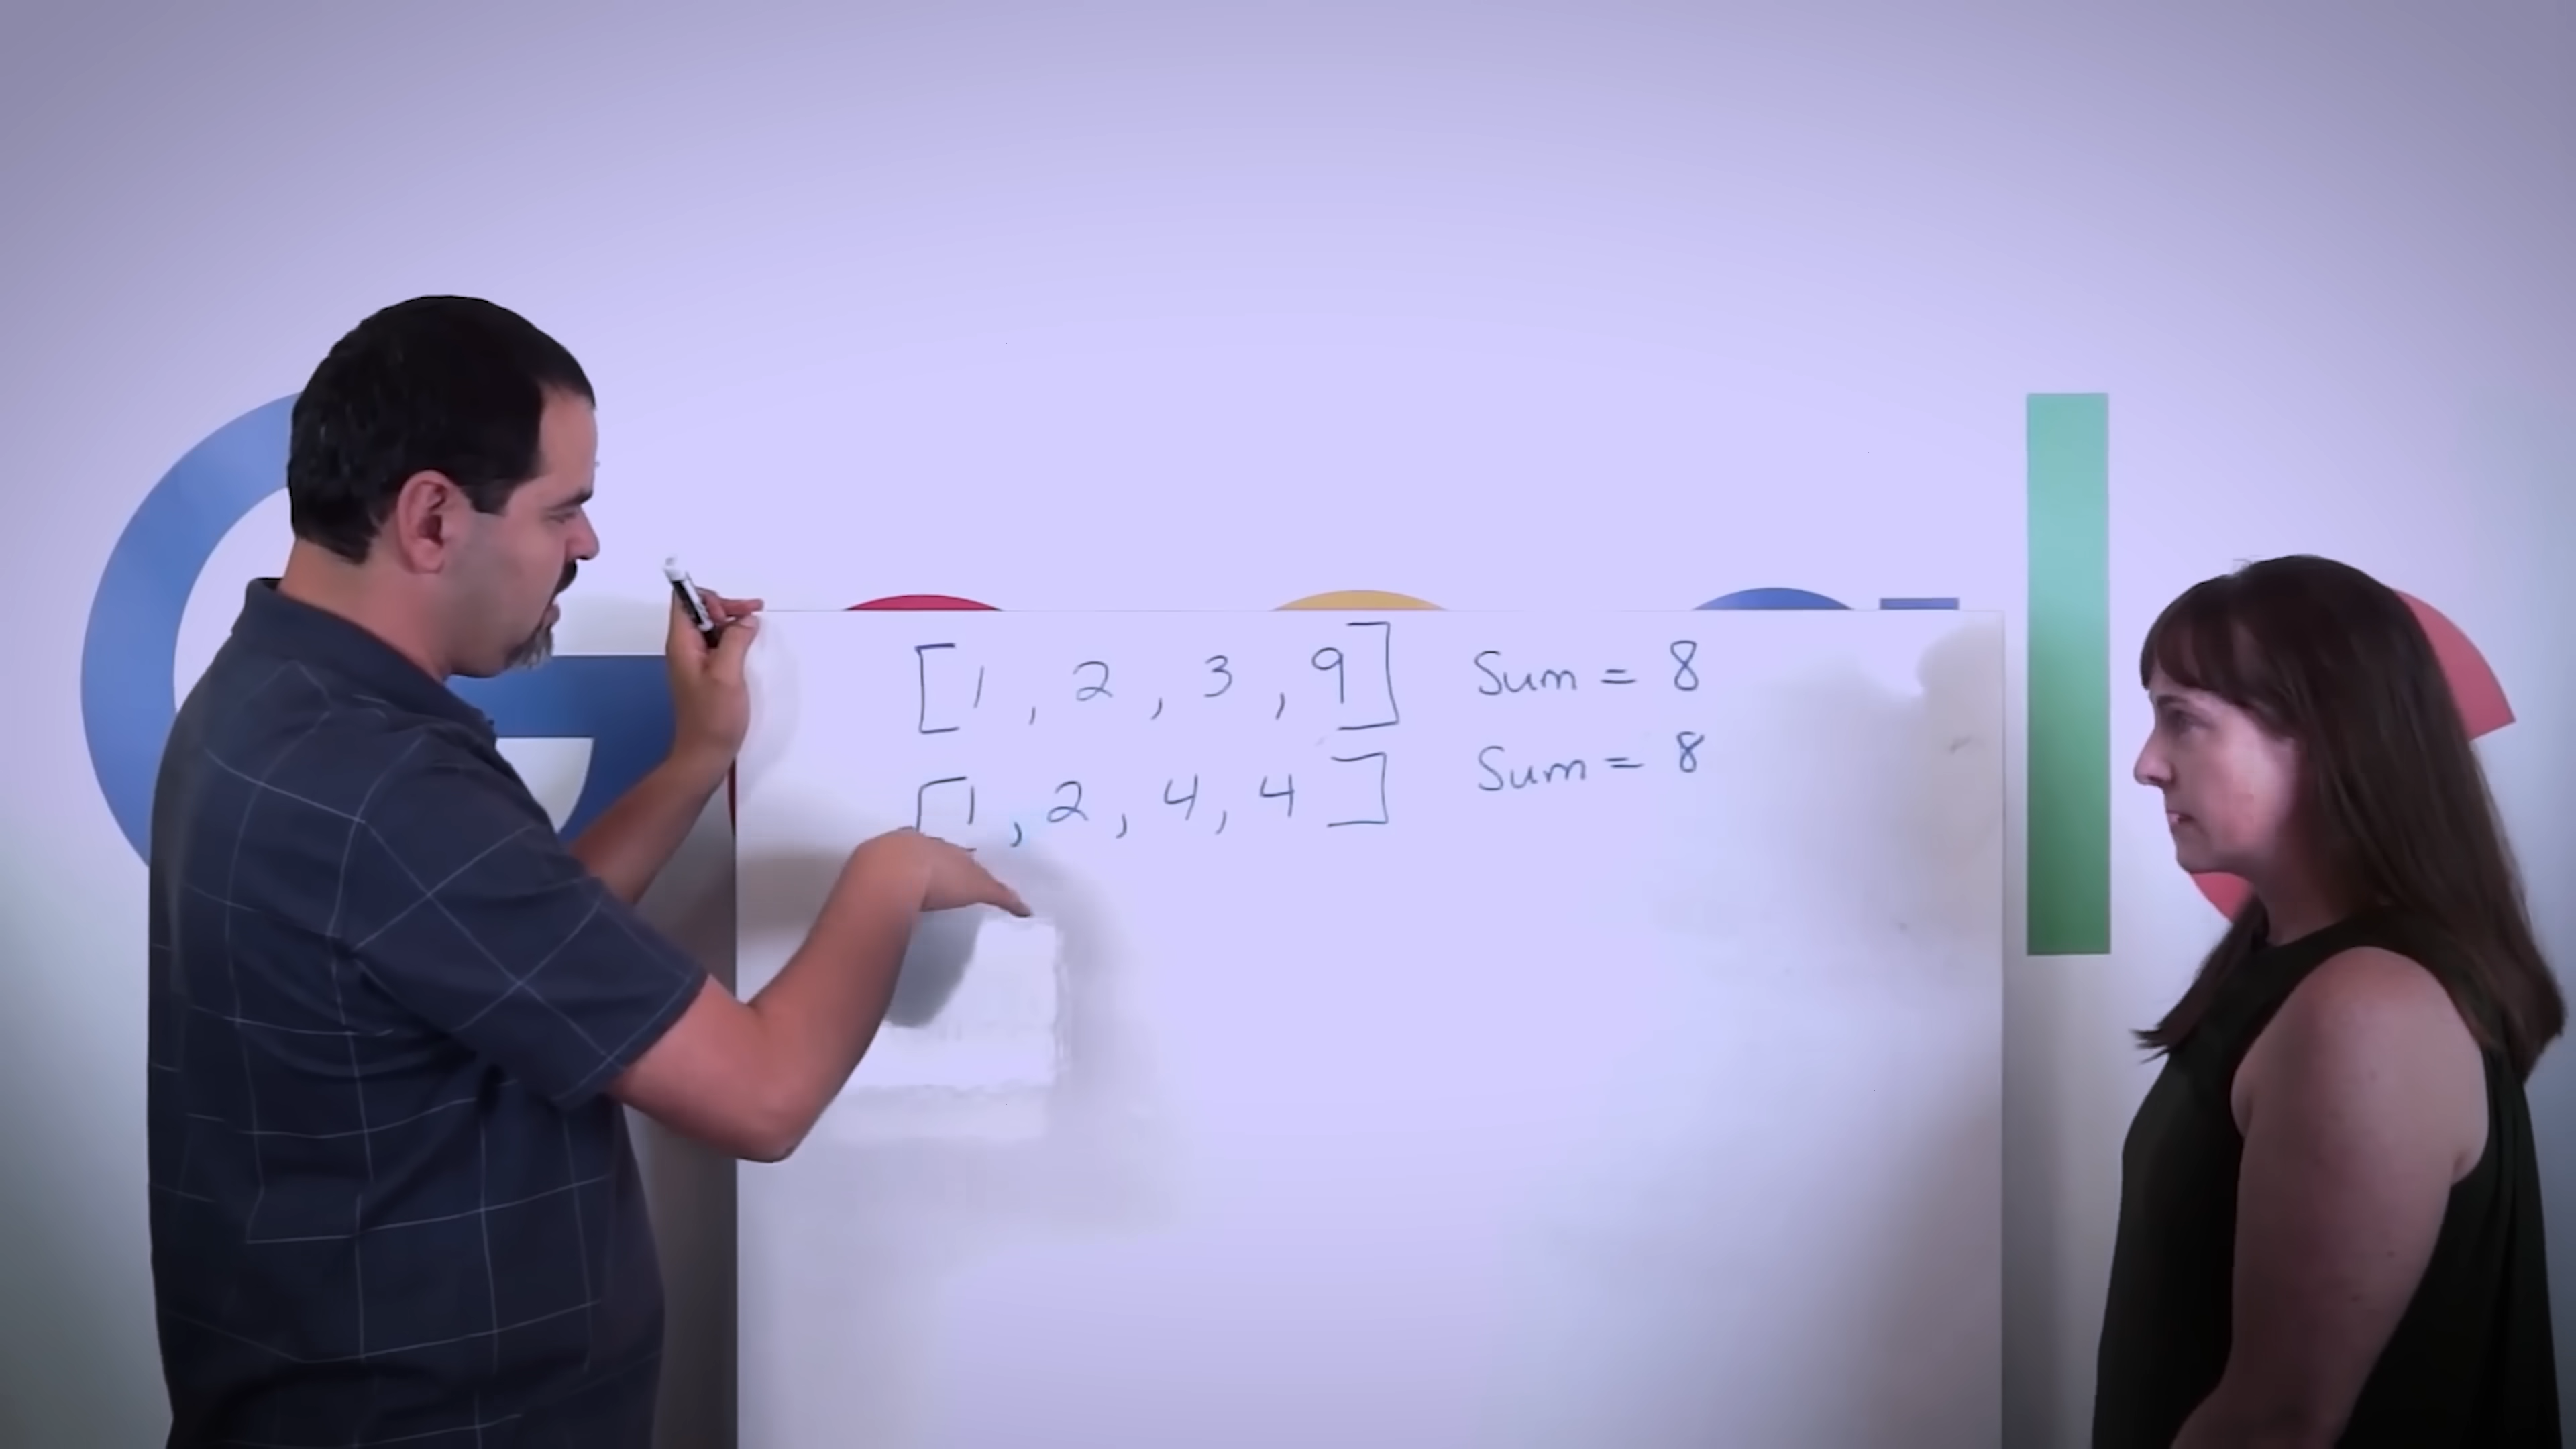 [1, 2, 3, 9] Sum = 8
[1, 2, 4, 4] Sum = 8